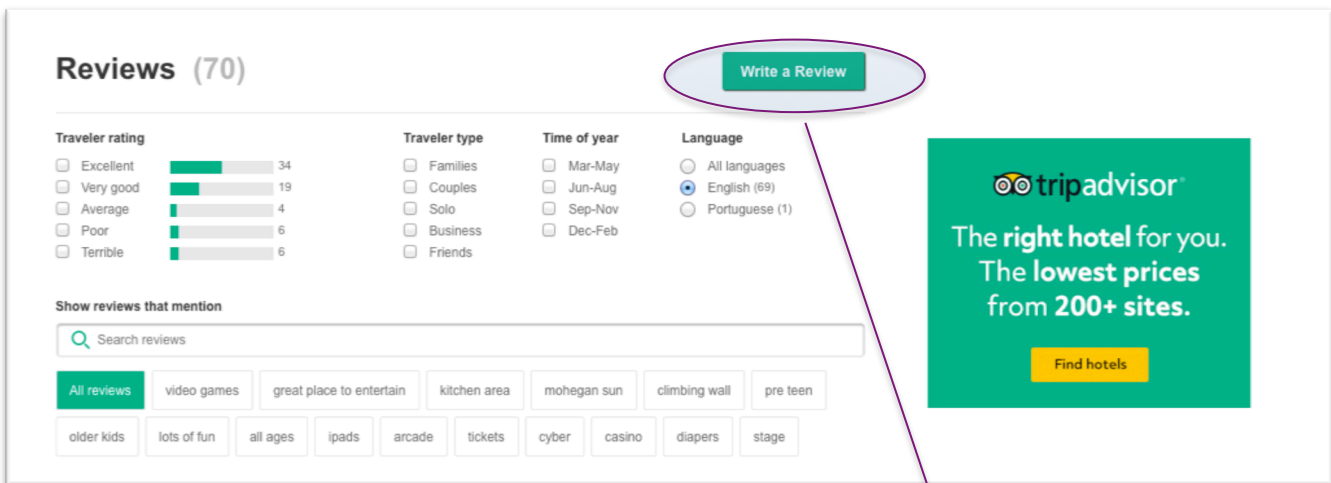 Reviews (70)
Write a Review
Traveler rating
Excellent 34
Very good 19
Average 4
Poor 6
Terrible 6
Traveler type
Families
Couples
Solo
Business
Friends
Time of year
Mar-May
Jun-Aug
Sep-Nov
Dec-Feb
Language
All languages
English (69)
Portuguese (1)
Show reviews that mention
Search reviews
All reviews video games great place to entertain kitchen area mohegan sun climbing wall pre teen
older kids lots of fun all ages ipads arcade tickets cyber casino diapers stage
tripadvisor
The right hotel for you.
The lowest prices
from 200+ sites.
Find hotels